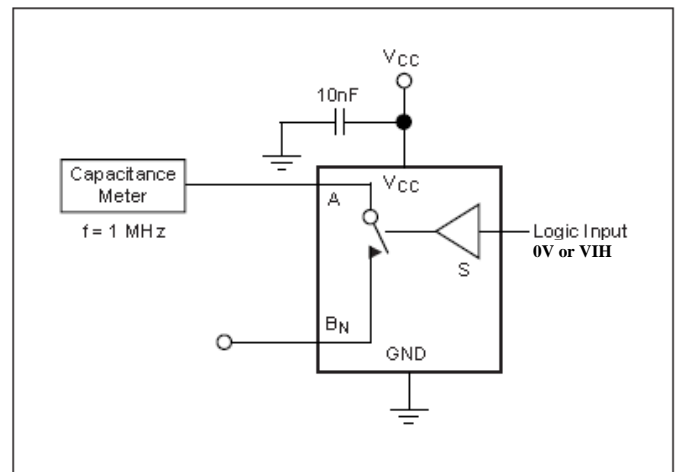 VCC
10nF
Capacitance
Meter
f = 1 MHz
VCC
A
Logic Input
0V or VIH
S
BN
GND